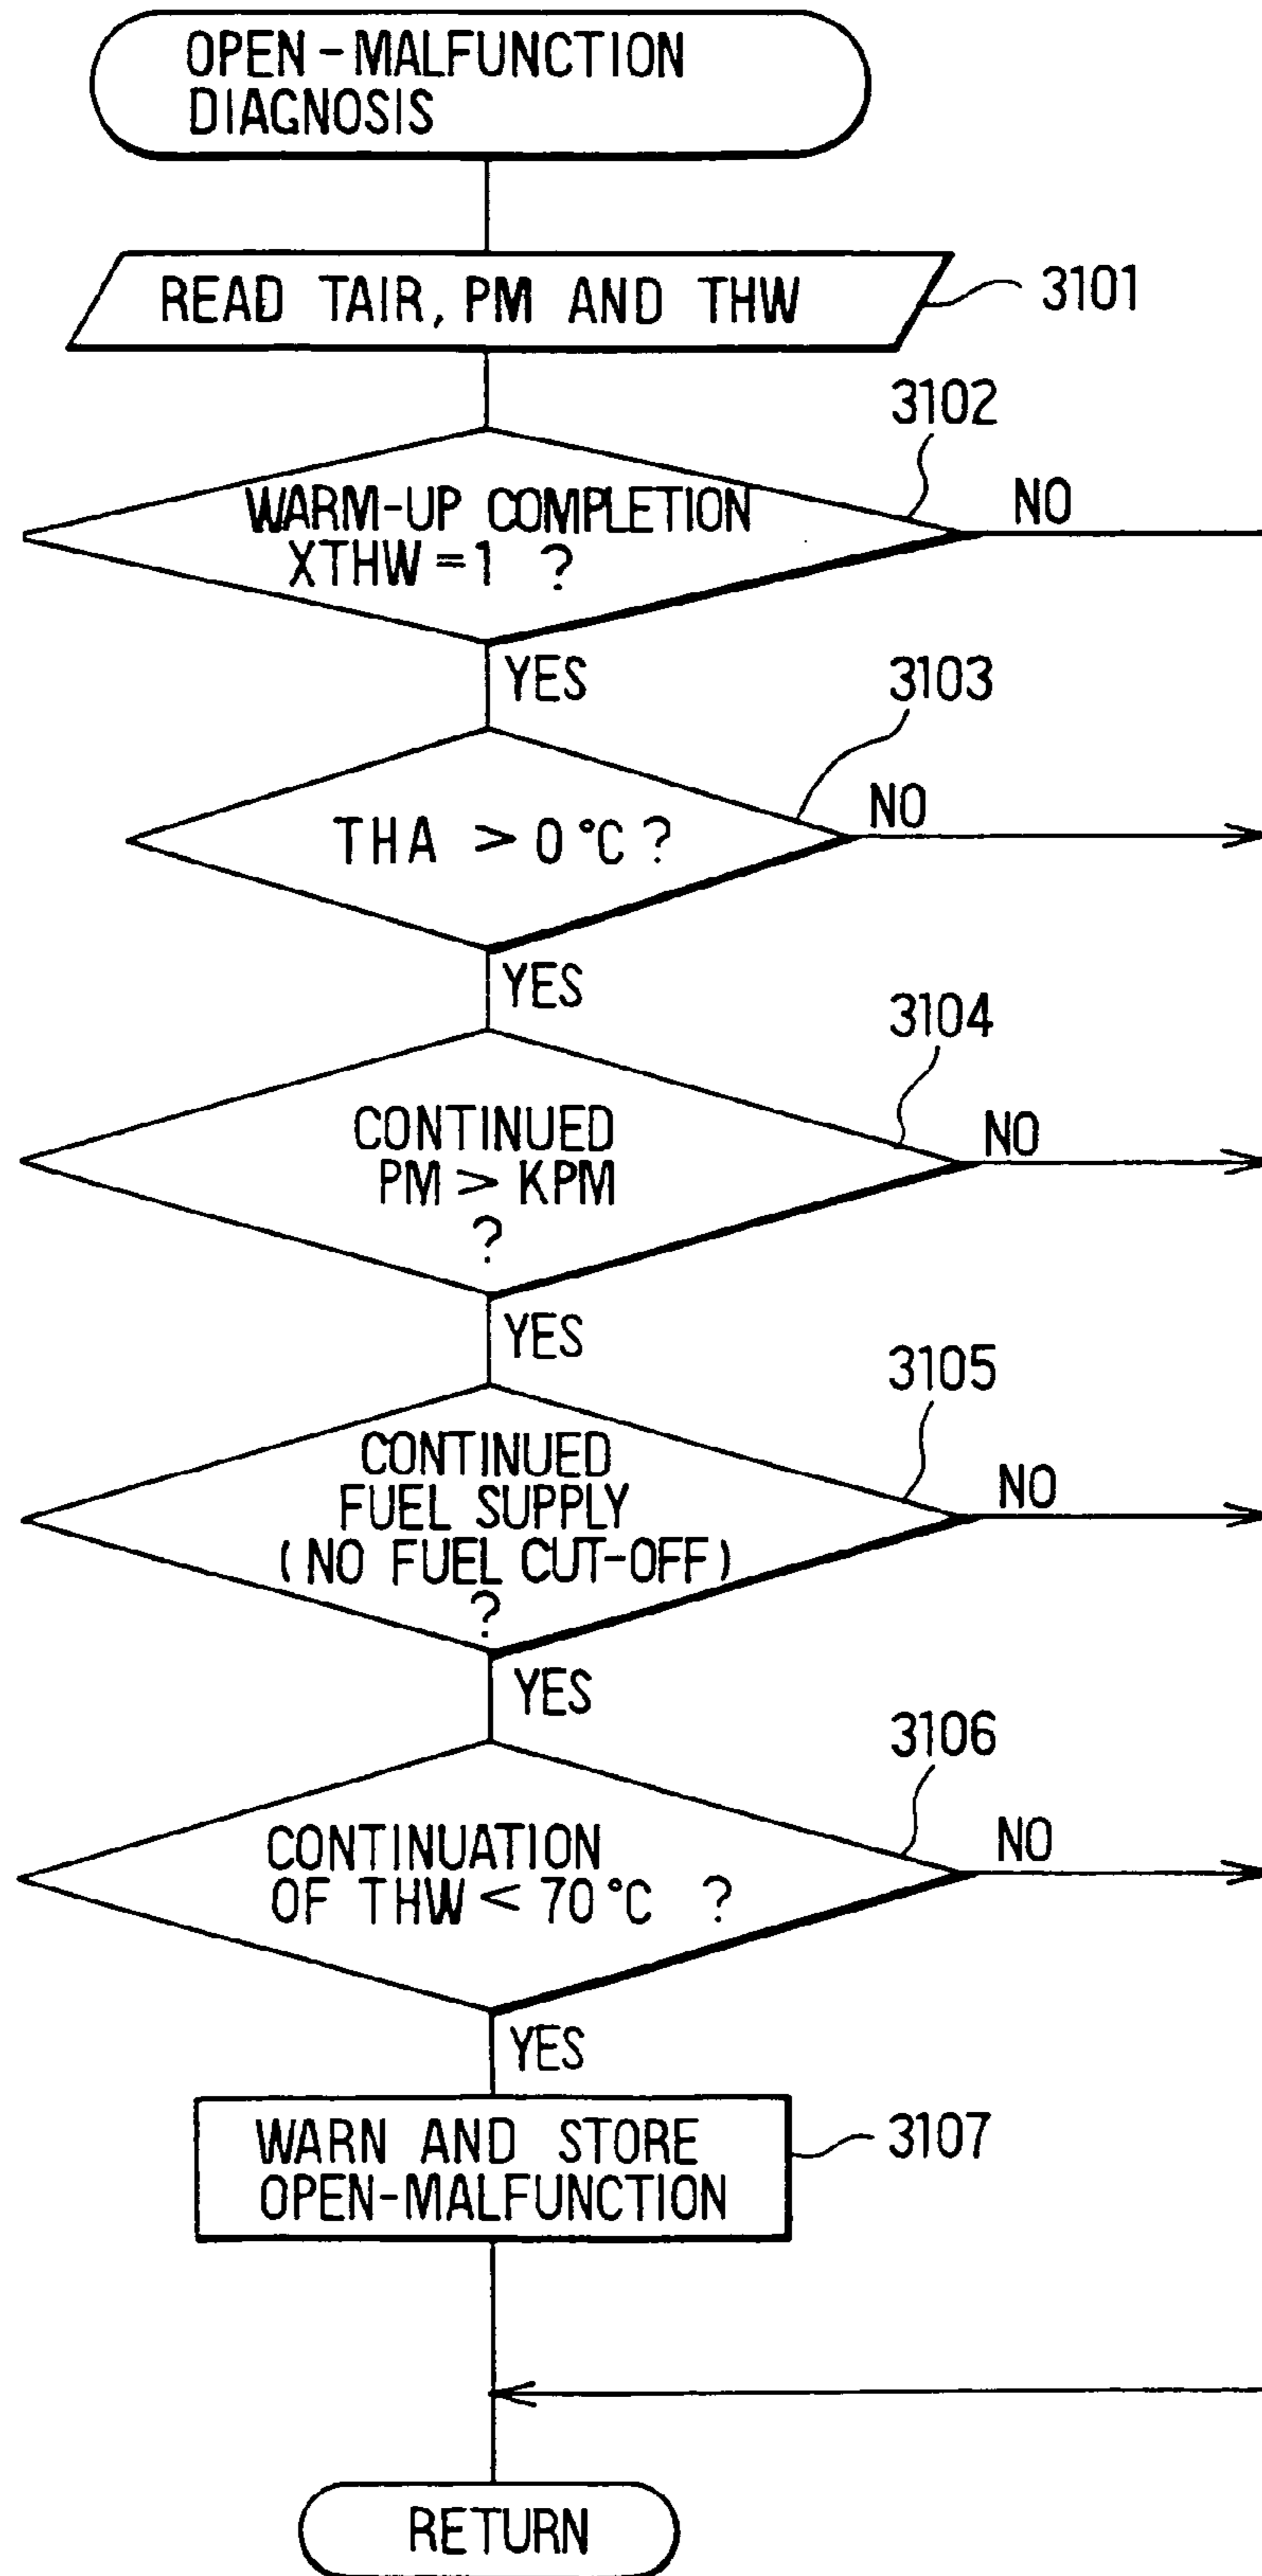 OPEN-MALFUNCTION
DIAGNOSIS
READ TAIR, PM AND THW
3101
3102
WARM-UP COMPLETION
XTHW=1 ?
NO
YES
3103
THA > 0°C ?
NO
YES
3104
CONTINUED
PM > KPM
?
NO
YES
3105
CONTINUED
FUEL SUPPLY
(NO FUEL CUT-OFF)
?
NO
YES
3106
CONTINUATION
OF THW < 70°C ?
NO
YES
WARN AND STORE
OPEN-MALFUNCTION
3107
RETURN